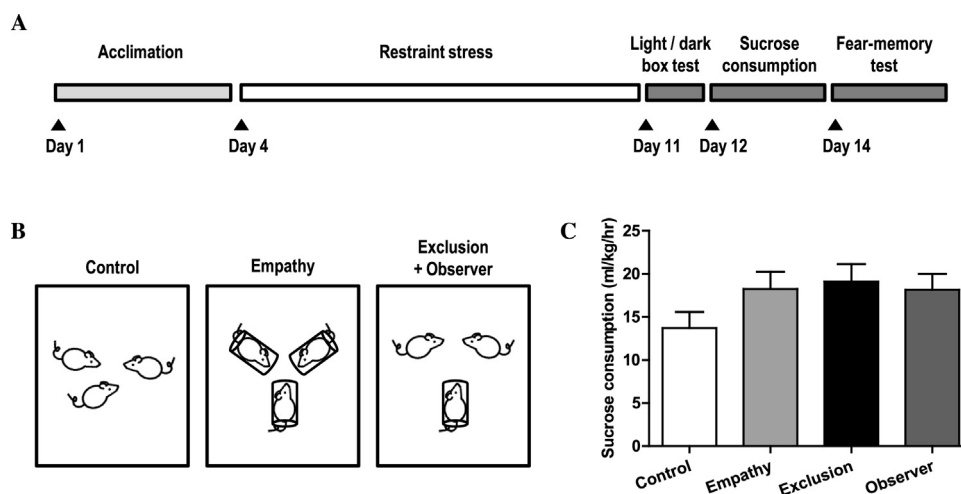 A
Acclimation
Restraint stress
Light / dark
box test
Sucrose
consumption
Fear-memory
test
Day 1
Day 4
Day 11
Day 12
Day 14
B
Control
Empathy
Exclusion
+ Observer
C
Sucrose consumption (ml/kg/hr)
25
20
15
10
5
0
Control
Empathy
Exclusion
Observer